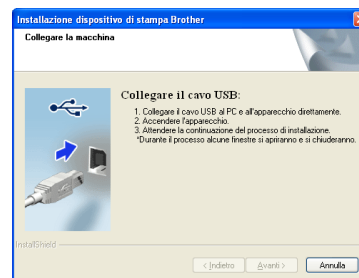 Installazione dispositivo di stampa Brother
Collegare la macchina
Collegare il cavo USB:
1. Collegare il cavo USB al PC e all'apparecchio direttamente.
2. Accendere l'apparecchio.
3. Attendere la continuazione del processo di installazione.
*Durante il processo alcune finestre si apriranno e si chiuderanno.
InstallShield
< Indietro
Avanti >
Annulla